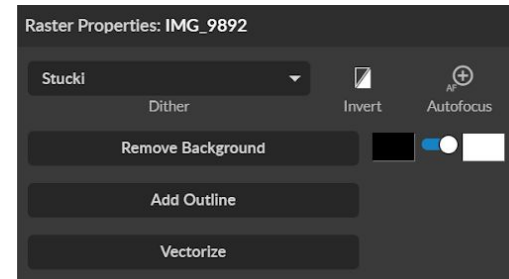 Raster Properties: IMG_9892
Stucki
Dither Invert AF Autofocus
Remove Background
Add Outline
Vectorize